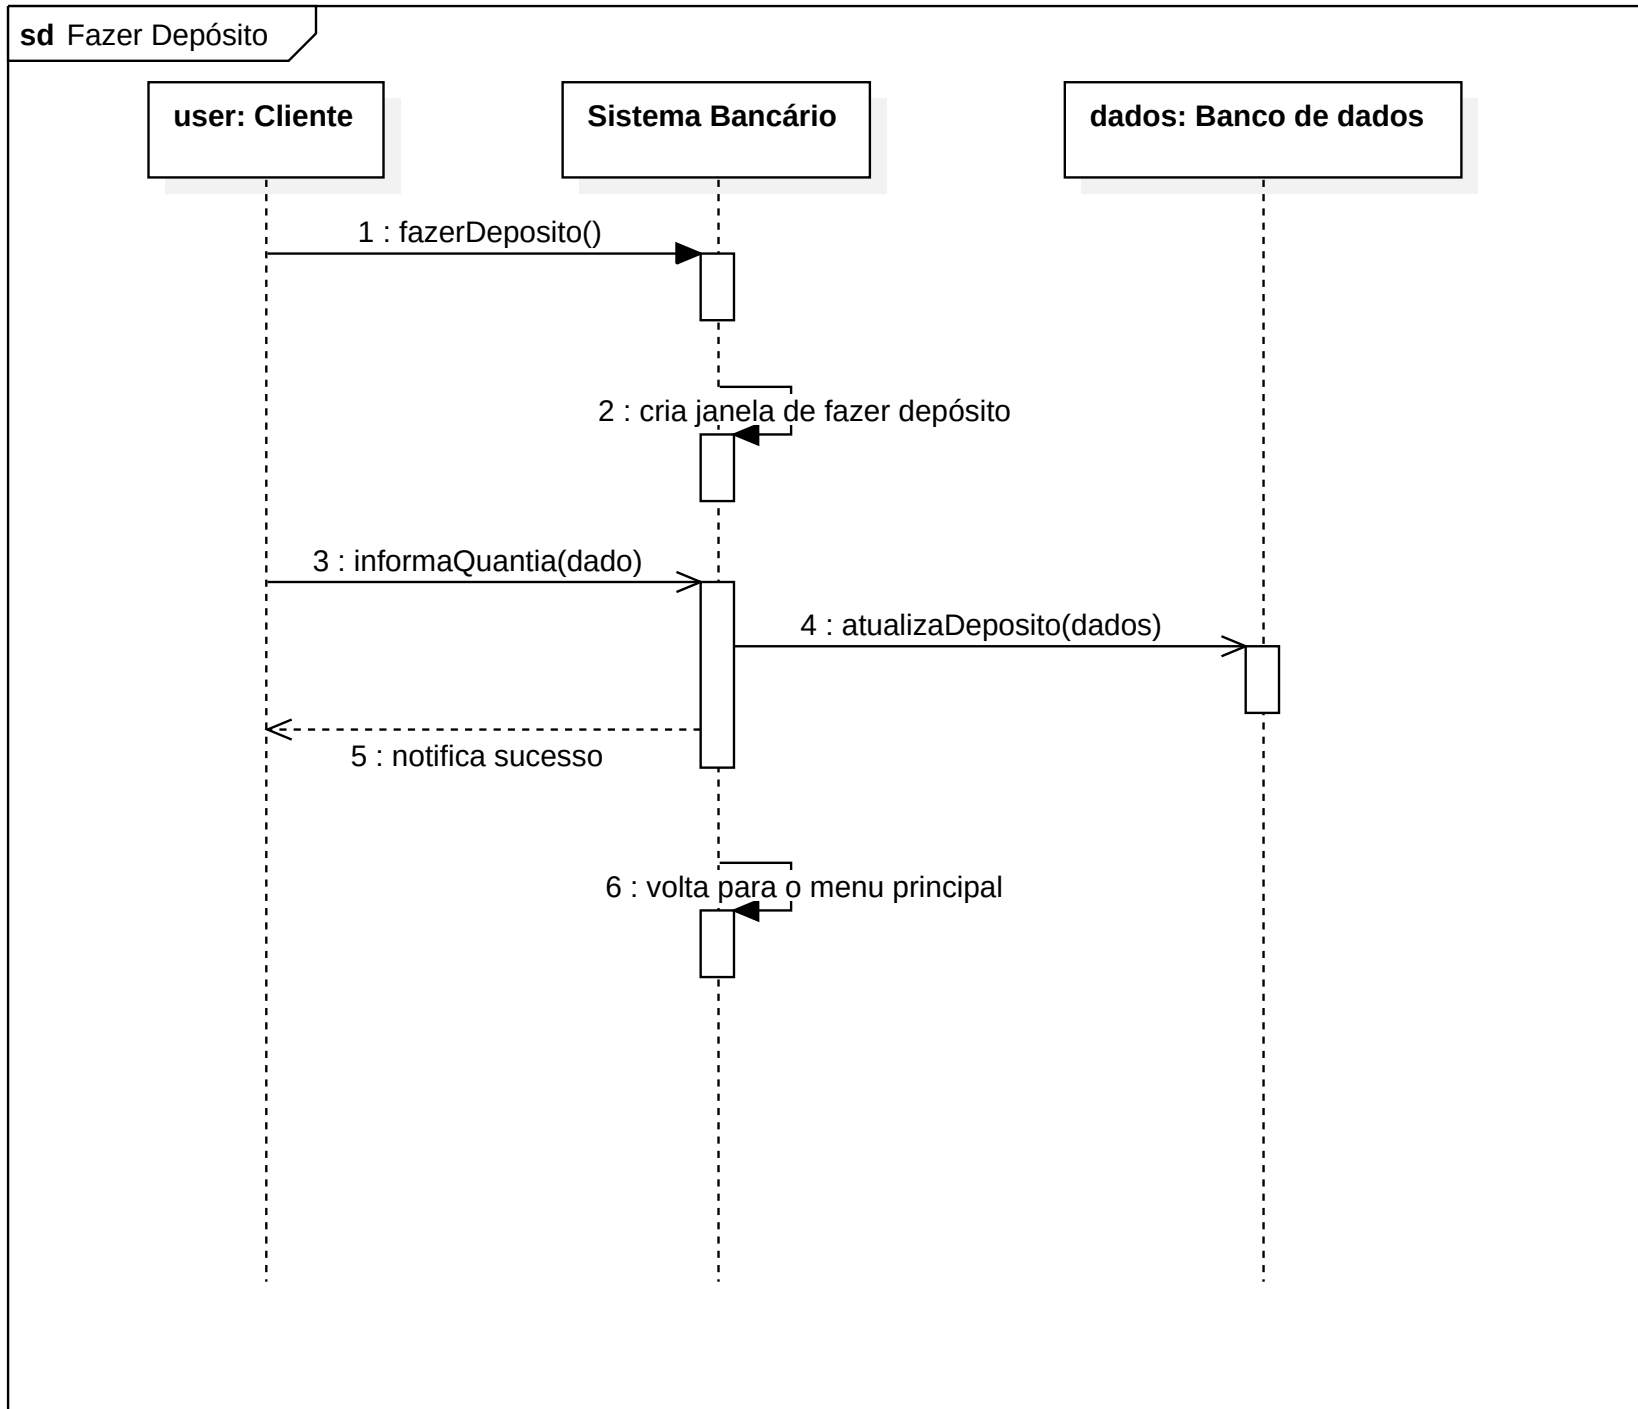 sd Fazer Depósito
user: Cliente
Sistema Bancário
dados: Banco de dados
1 : fazerDeposito()
2 : cria janela de fazer depósito
3 : informaQuantia(dado)
4 : atualizaDeposito(dados)
5 : notifica sucesso
6 : volta para o menu principal